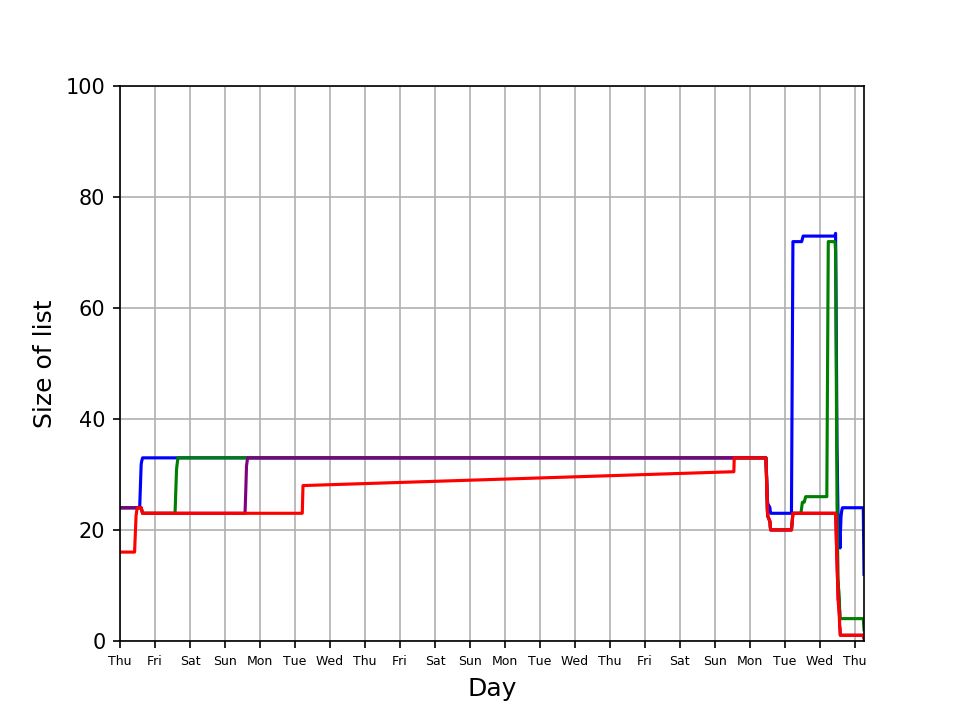 100
80
60
40
20
0
Size of list
Thu Fri Sat Sun Mon Tue Wed Thu Fri Sat Sun Mon Tue Wed Thu Fri Sat Sun Mon Tue Wed Thu
Day